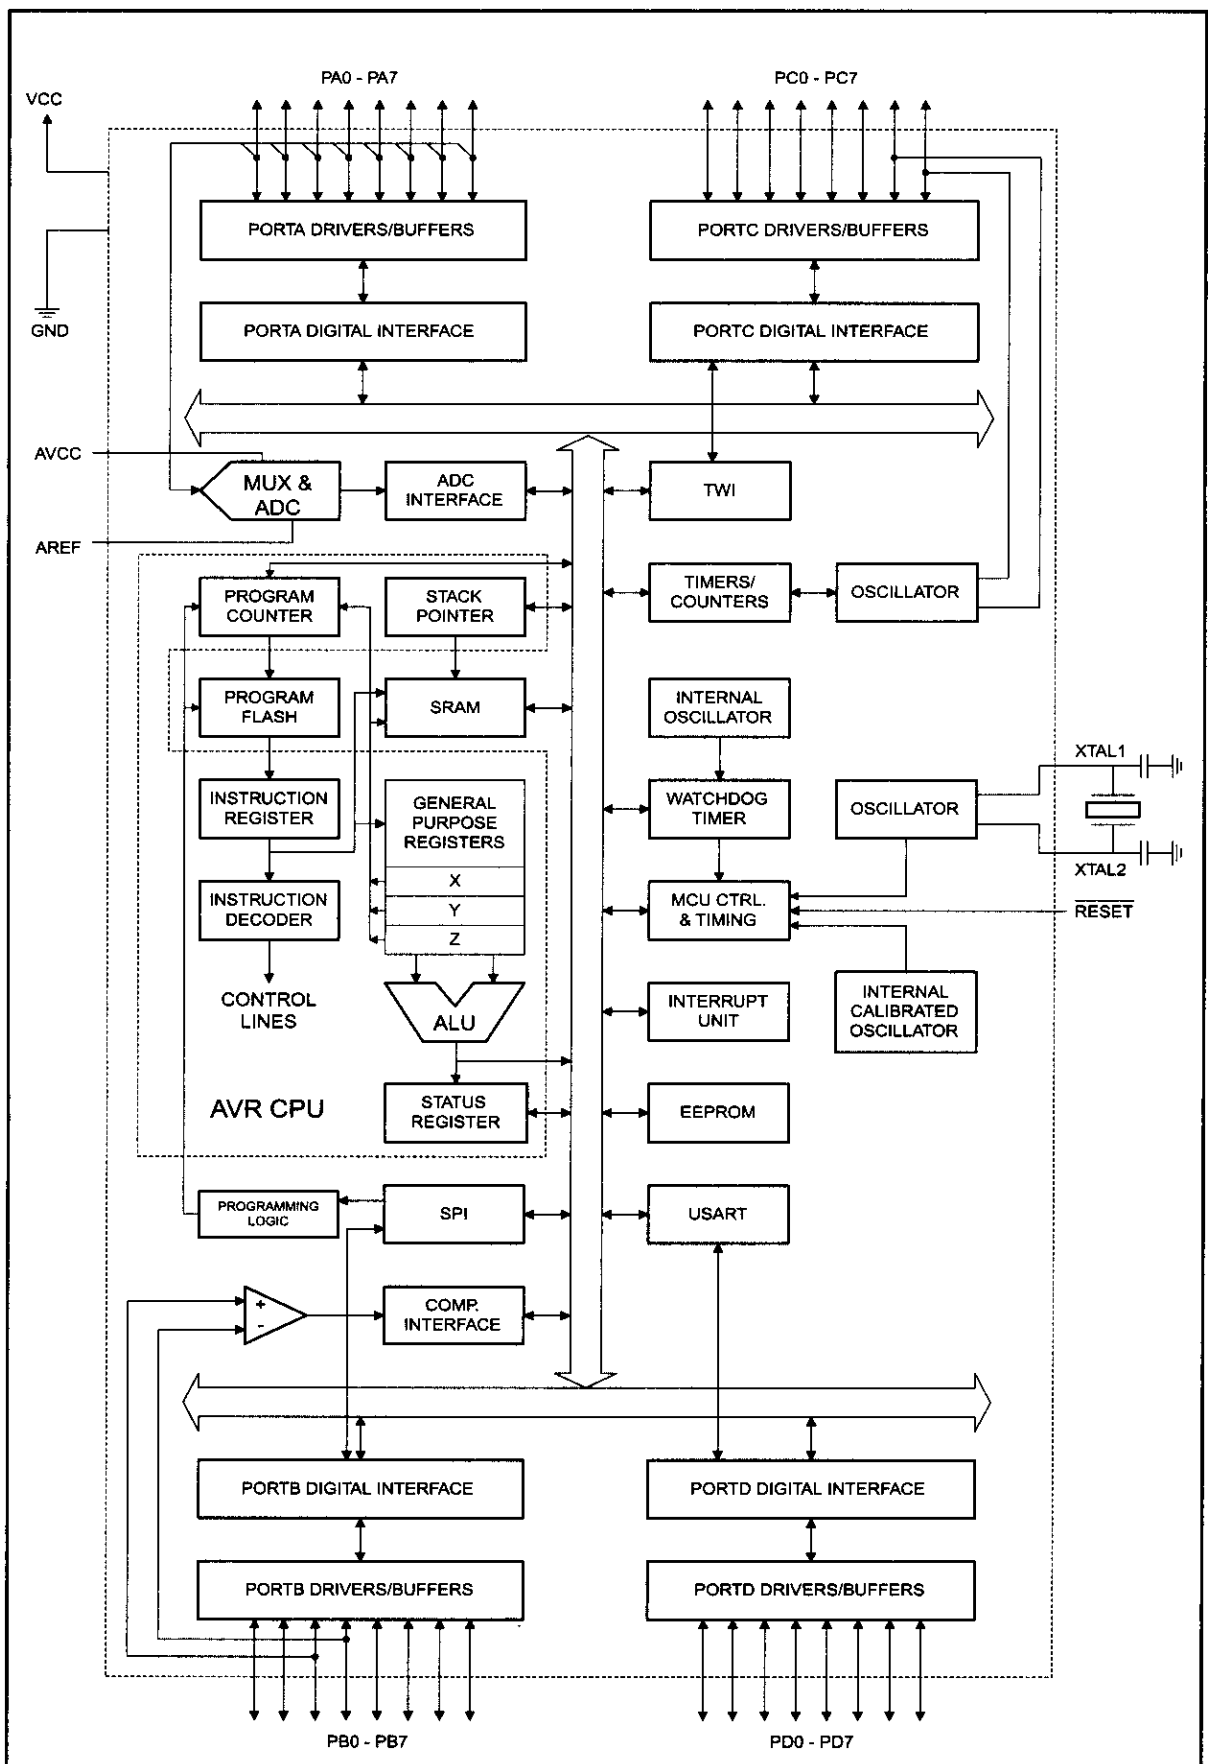 PA0 - PA7
PC0 - PC7
VCC
PORTA DRIVERS/BUFFERS
PORTC DRIVERS/BUFFERS
GND
PORTA DIGITAL INTERFACE
PORTC DIGITAL INTERFACE
AVCC
MUX &
ADC
ADC
INTERFACE
TWI
AREF
PROGRAM
COUNTER
STACK
POINTER
TIMERS/
COUNTERS
OSCILLATOR
PROGRAM
FLASH
SRAM
INTERNAL
OSCILLATOR
XTAL1
INSTRUCTION
REGISTER
GENERAL
PURPOSE
REGISTERS
WATCHDOG
TIMER
OSCILLATOR
XTAL2
X
Y
Z
INSTRUCTION
DECODER
MCU CTRL.
& TIMING
RESET
CONTROL
LINES
ALU
INTERRUPT
UNIT
INTERNAL
CALIBRATED
OSCILLATOR
AVR CPU
STATUS
REGISTER
EEPROM
PROGRAMMING
LOGIC
SPI
USART
+
-
COMP.
INTERFACE
PORTB DIGITAL INTERFACE
PORTD DIGITAL INTERFACE
PORTB DRIVERS/BUFFERS
PORTD DRIVERS/BUFFERS
PB0 - PB7
PD0 - PD7